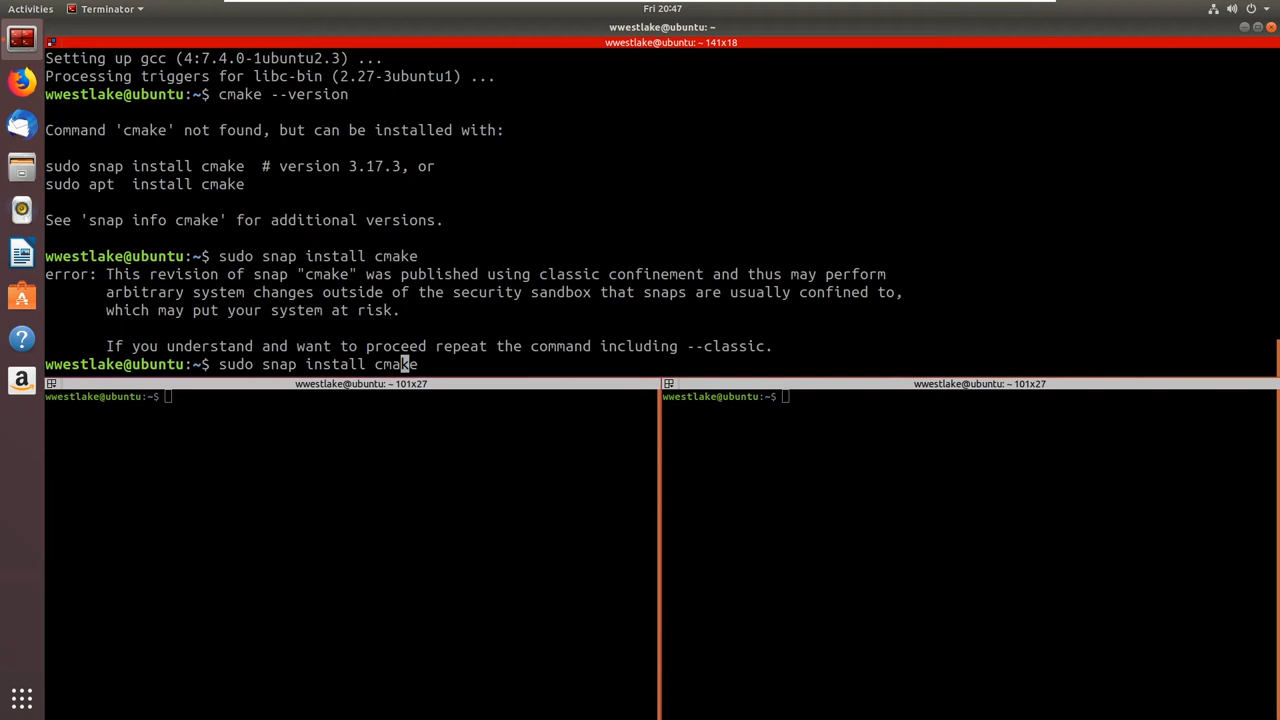 Activities
Terminator
Fri 20:47
wwestlake@ubuntu: ~
wwestlake@ubuntu: ~ 141x18
Setting up gcc (4:7.4.0-1ubuntu2.3) ...
Processing triggers for libc-bin (2.27-3ubuntu1) ...
wwestlake@ubuntu:~$ cmake --version
Command 'cmake' not found, but can be installed with:
sudo snap install cmake  # version 3.17.3, or
sudo apt  install cmake
See 'snap info cmake' for additional versions.
wwestlake@ubuntu:~$ sudo snap install cmake
error: This revision of snap "cmake" was published using classic confinement and thus may perform
arbitrary system changes outside of the security sandbox that snaps are usually confined to,
which may put your system at risk.
If you understand and want to proceed repeat the command including --classic.
wwestlake@ubuntu:~$ sudo snap install cmake
wwestlake@ubuntu: ~ 101x27
wwestlake@ubuntu: ~ 101x27
wwestlake@ubuntu:~$
wwestlake@ubuntu:~$